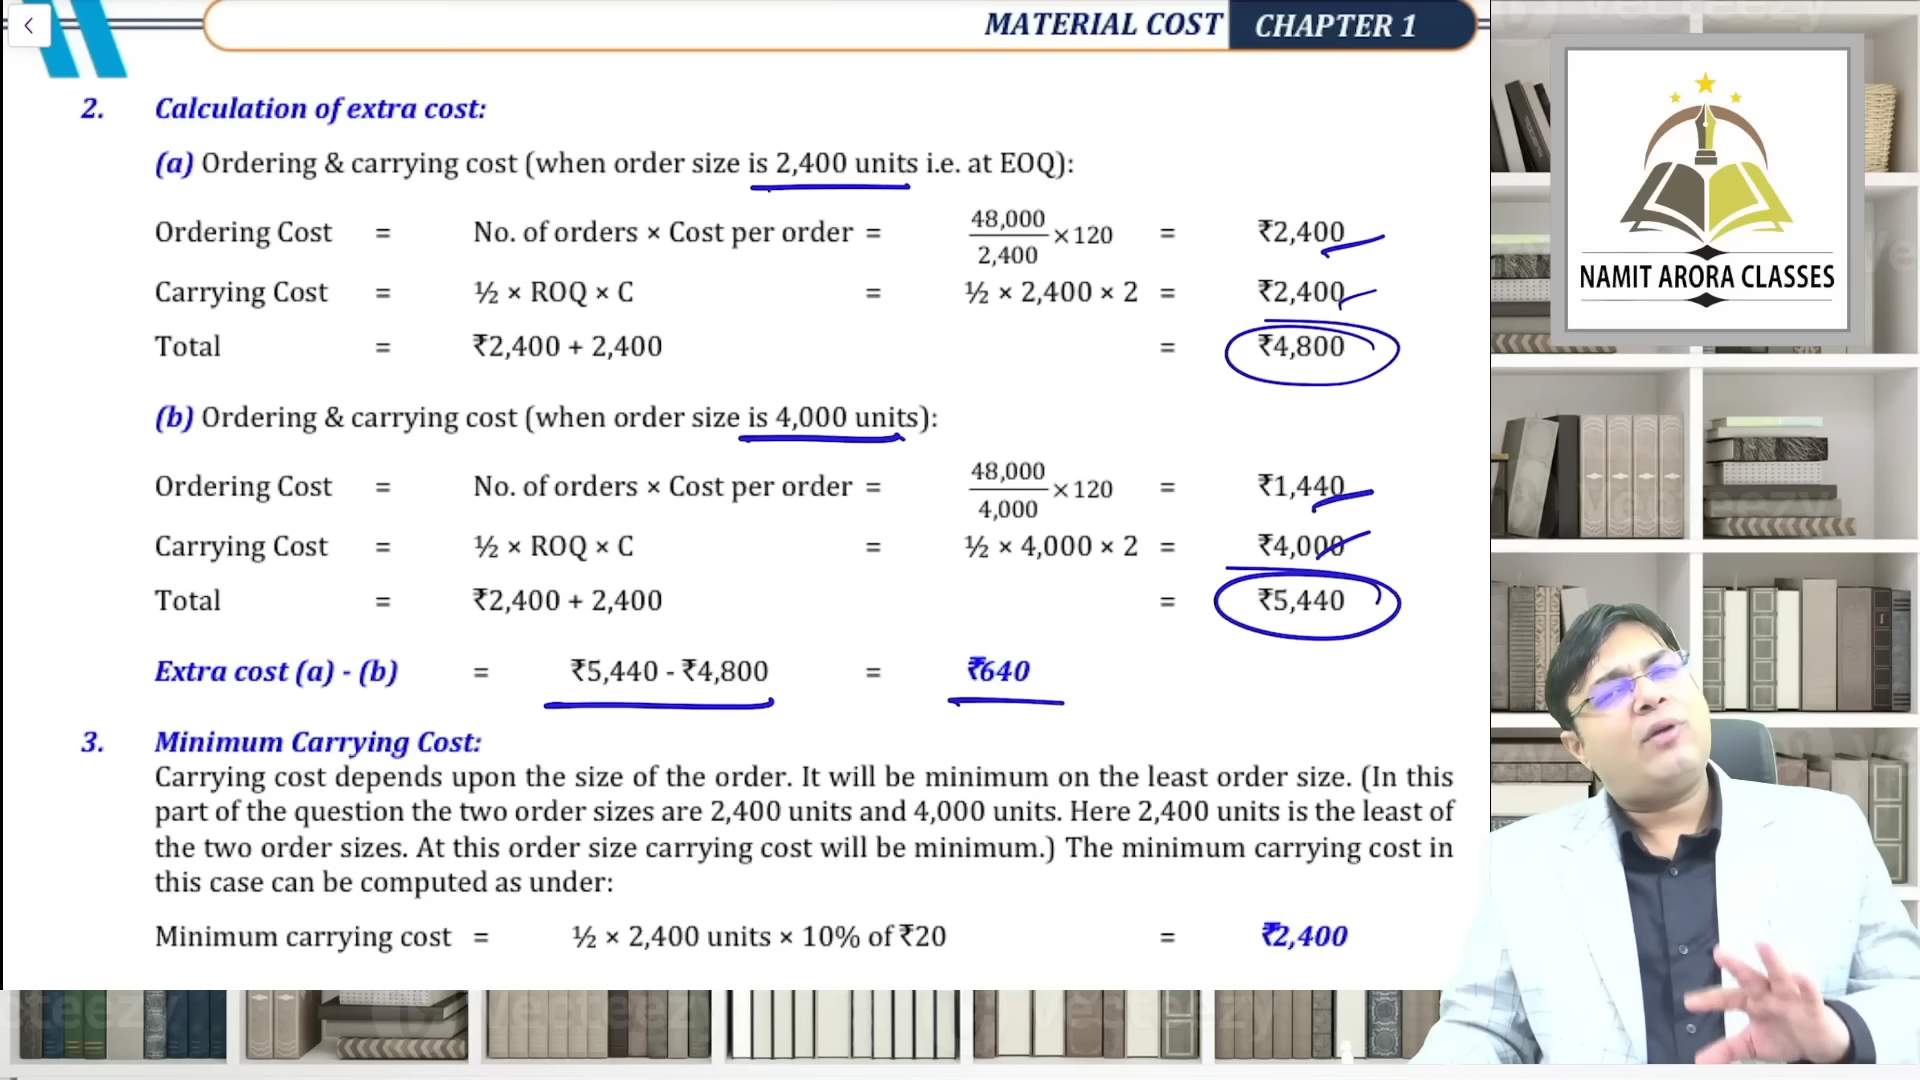 MATERIAL COST CHAPTER 1
2. Calculation of extra cost:
(a) Ordering & carrying cost (when order size is 2,400 units i.e. at EOQ):
Ordering Cost = No. of orders × Cost per order = 48,000/2,400 ×120 = ₹2,400
Carrying Cost = ½ × ROQ × C = ½ × 2,400 × 2 = ₹2,400
Total = ₹2,400 + 2,400 = ₹4,800
(b) Ordering & carrying cost (when order size is 4,000 units):
Ordering Cost = No. of orders × Cost per order = 48,000/4,000 ×120 = ₹1,440
Carrying Cost = ½ × ROQ × C = ½ × 4,000 × 2 = ₹4,000
Total = ₹2,400 + 2,400 = ₹5,440
Extra cost (a) - (b) = ₹5,440 - ₹4,800 = ₹640
3. Minimum Carrying Cost:
Carrying cost depends upon the size of the order. It will be minimum on the least order size. (In this
part of the question the two order sizes are 2,400 units and 4,000 units. Here 2,400 units is the least of
the two order sizes. At this order size carrying cost will be minimum.) The minimum carrying cost in
this case can be computed as under:
Minimum carrying cost = ½ × 2,400 units × 10% of ₹20 = ₹2,400
NAMIT ARORA CLASSES